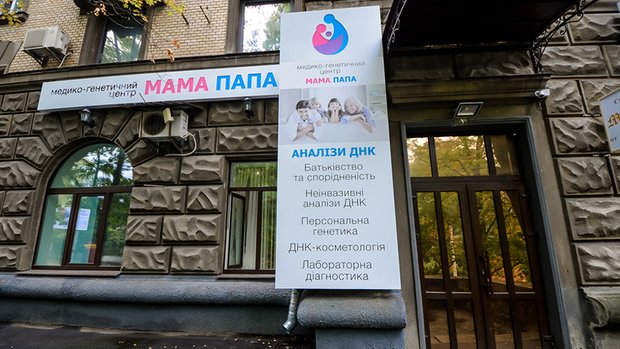 медико-генетичний
центр МАМА ПАПА
медико-генетичний
центр
МАМА ПАПА
АНАЛІЗИ ДНК
Батьківство
та спорідненість
Неінвазивні
аналізи ДНК
Персональна
генетика
ДНК-косметологія
Лабораторна
діагностика